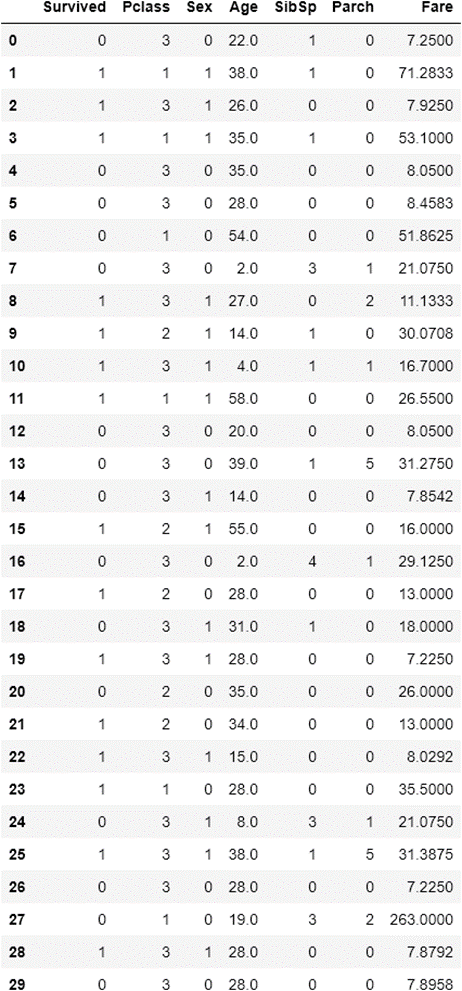 Survived Pclass Sex Age SibSp Parch Fare
0 0 3 0 22.0 1 0 7.2500
1 1 1 1 38.0 1 0 71.2833
2 1 3 1 26.0 0 0 7.9250
3 1 1 1 35.0 1 0 53.1000
4 0 3 0 35.0 0 0 8.0500
5 0 3 0 28.0 0 0 8.4583
6 0 1 0 54.0 0 0 51.8625
7 0 3 0 2.0 3 1 21.0750
8 1 3 1 27.0 0 2 11.1333
9 1 2 1 14.0 1 0 30.0708
10 1 3 1 4.0 1 1 16.7000
11 1 1 1 58.0 0 0 26.5500
12 0 3 0 20.0 0 0 8.0500
13 0 3 0 39.0 1 5 31.2750
14 0 3 1 14.0 0 0 7.8542
15 1 2 1 55.0 0 0 16.0000
16 0 3 0 2.0 4 1 29.1250
17 1 2 0 28.0 0 0 13.0000
18 0 3 1 31.0 1 0 18.0000
19 1 3 1 28.0 0 0 7.2250
20 0 2 0 35.0 0 0 26.0000
21 1 2 0 34.0 0 0 13.0000
22 1 3 1 15.0 0 0 8.0292
23 1 1 0 28.0 0 0 35.5000
24 0 3 1 8.0 3 1 21.0750
25 1 3 1 38.0 1 5 31.3875
26 0 3 0 28.0 0 0 7.2250
27 0 1 0 19.0 3 2 263.0000
28 1 3 1 28.0 0 0 7.8792
29 0 3 0 28.0 0 0 7.8958